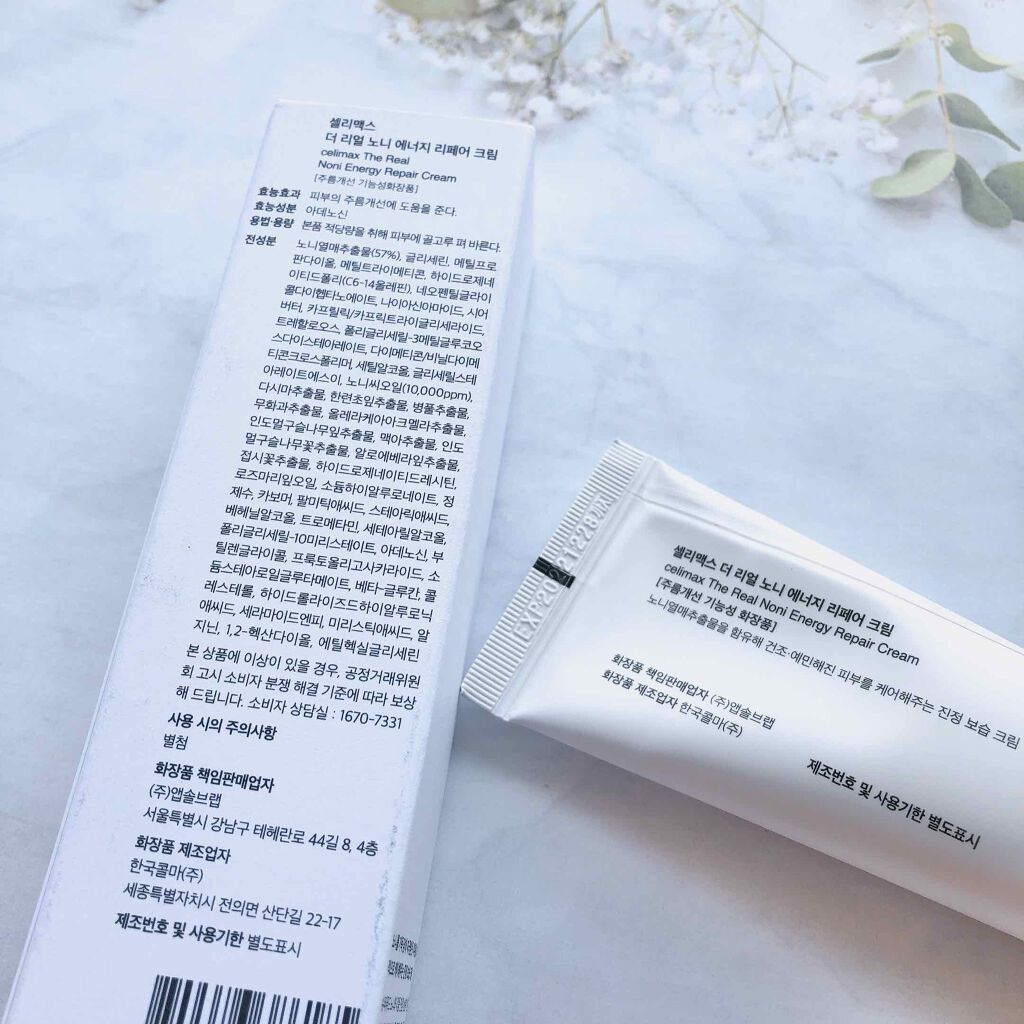 셀리맥스
더 리얼 노니 에너지 리페어 크림
celimax The Real
Noni Energy Repair Cream
[주름개선 기능성화장품]
효능효과 피부의 주름개선에 도움을 준다.
효능성분 아데노신
용법·용량 본품 적당량을 취해 피부에 골고루 펴 바른다.
전성분 노니열매추출물(57%), 글리세린, 메틸프로
판다이올, 메틸트라이메티콘, 하이드로제네
이티드폴리(C6-14올레핀), 네오펜틸글라이
콜다이헵타노에이트, 나이아신아마이드, 시어
버터, 카프릴릭/카프릭트라이글리세라이드,
트레할로오스, 폴리글리세릴-3메틸글루코오
스다이스테아레이트, 다이메티콘/비닐다이메
티콘크로스폴리머, 세틸알코올, 글리세릴스테
아레이트에스이, 노니씨오일(10,000ppm),
다시마추출물, 한련초잎추출물, 병풀추출물,
무화과추출물, 올레라케아아크멜라추출물,
인도멀구슬나무잎추출물, 맥아추출물, 인도
멀구슬나무꽃추출물, 알로에베라잎추출물,
접시꽃추출물, 하이드로제네이티드레시틴,
로즈마리잎오일, 소듐하이알루로네이트, 정
제수, 카보머, 팔미틱애씨드, 스테아릭애씨드,
베헤닐알코올, 트로메타민, 세테아릴알코올,
폴리글리세릴-10미리스테이트, 아데노신, 부
틸렌글라이콜, 프룩토올리고사카라이드, 소
듐스테아로일글루타메이트, 베타-글루칸, 콜
레스테롤, 하이드롤라이즈드하이알루로닉
애씨드, 세라마이드엔피, 미리스틱애씨드, 알
지닌, 1,2-헥산다이올, 에틸헥실글리세린
본 상품에 이상이 있을 경우, 공정거래위원
회 고시 소비자 분쟁 해결 기준에 따라 보상
해 드립니다. 소비자 상담실 : 1670-7331
사용 시의 주의사항
별첨
화장품 책임판매업자
(주)앱솔브랩
서울특별시 강남구 테헤란로 44길 8, 4층
화장품 제조업자
한국콜마(주)
세종특별자치시 전의면 산단길 22-17
제조번호 및 사용기한 별도표시
EXP20221228까지
셀리맥스 더 리얼 노니 에너지 리페어 크림
celimax The Real Noni Energy Repair Cream
[주름개선 기능성 화장품]
노니열매추출물을 함유해 건조·예민해진 피부를 케어해주는 진정 보습 크림
화장품 책임판매업자 (주)앱솔브랩
화장품 제조업자 한국콜마(주)
제조번호 및 사용기한 별도표시